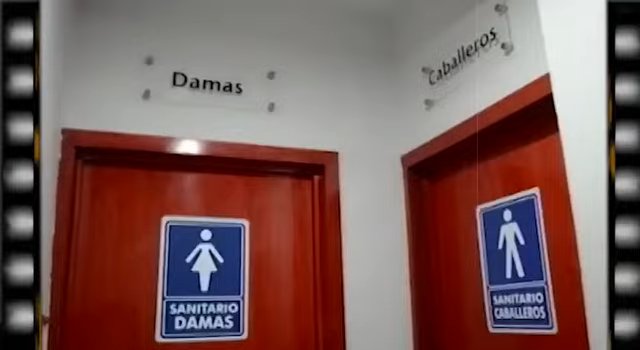 Damas
Caballeros
SANITARIO
DAMAS
SANITARIO
CABALLEROS